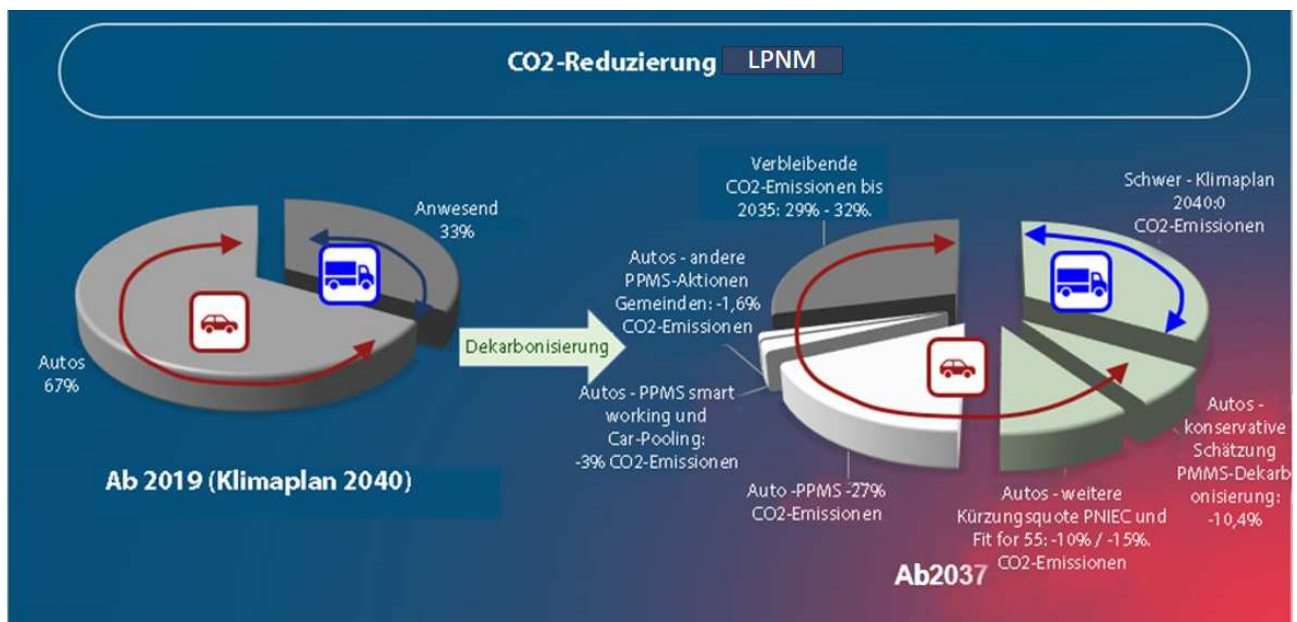 CO2-Reduzierung LPNM
Anwesend
33%
Autos
67%
Ab 2019 (Klimaplan 2040)
Dekarbonisierung
Verbleibende
CO2-Emissionen bis
2035: 29% - 32%.
Autos - andere
PPMS-Aktionen
Gemeinden: -1,6%
CO2-Emissionen
Autos - PPMS smart
working und
Car-Pooling:
-3% CO2-Emissionen
Auto -PPMS -27%
CO2-Emissionen
Autos - weitere
Kürzungsquote PNIEC und
Fit for 55: -10% / -15%.
CO2-Emissionen
Autos -
konservative
Schätzung
PMMS-Dekarb
onisierung:
-10,4%
Schwer - Klimaplan
2040:0
CO2-Emissionen
Ab2037